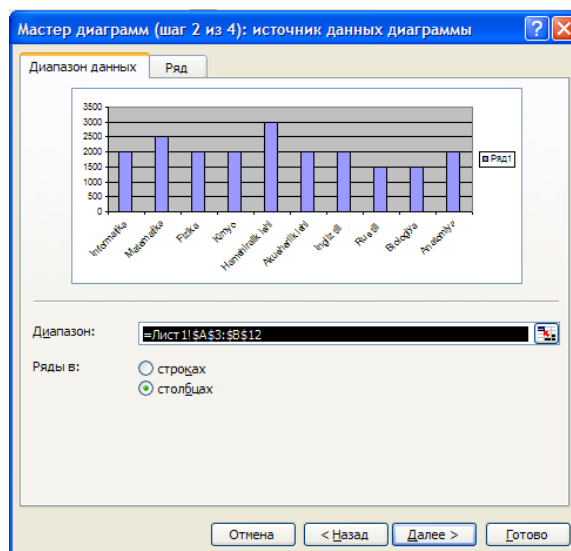 Мастер диаграмм (шаг 2 из 4): источник данных диаграммы
Диапазон данных
Ряд
3500
3000
2500
2000
1500
1000
500
0
Informatika
Matematika
Fizika
Kimyo
Hamshiralik ishi
Akusherlik ishi
Ingliz tili
Rus tili
Biologiya
Anatomiya
Ряд1
Диапазон:
=Лист1!$A$3:$B$12
Ряды в:
строках
столбцах
Отмена
< Назад
Далее >
Готово